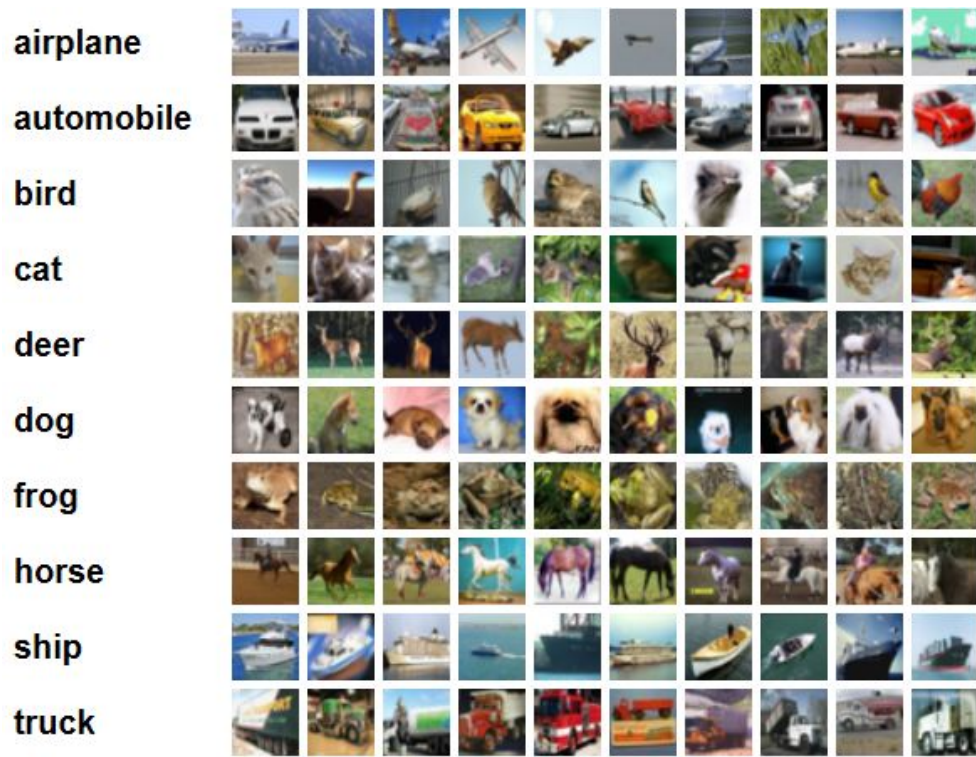 airplane
automobile
bird
cat
deer
dog
frog
horse
ship
truck